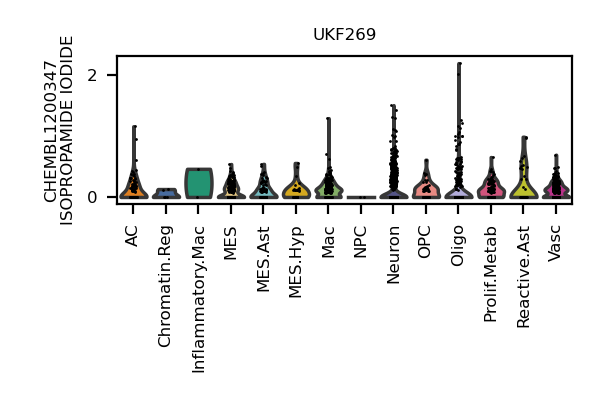 UKF269
CHEMBL1200347
ISOPROPAMIDE IODIDE
2
0
AC
Chromatin.Reg
Inflammatory.Mac
MES
MES.Ast
MES.Hyp
Mac
NPC
Neuron
OPC
Oligo
Prolif.Metab
Reactive.Ast
Vasc